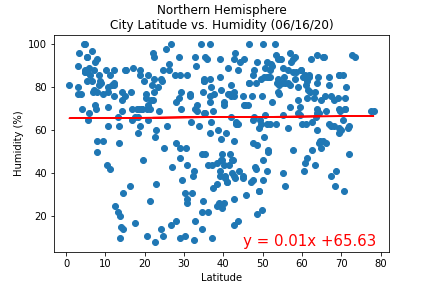 Northern Hemisphere
City Latitude vs. Humidity (06/16/20)
Humidity (%)
100
80
60
40
20
y = 0.01x +65.63
0 10 20 30 40 50 60 70 80
Latitude